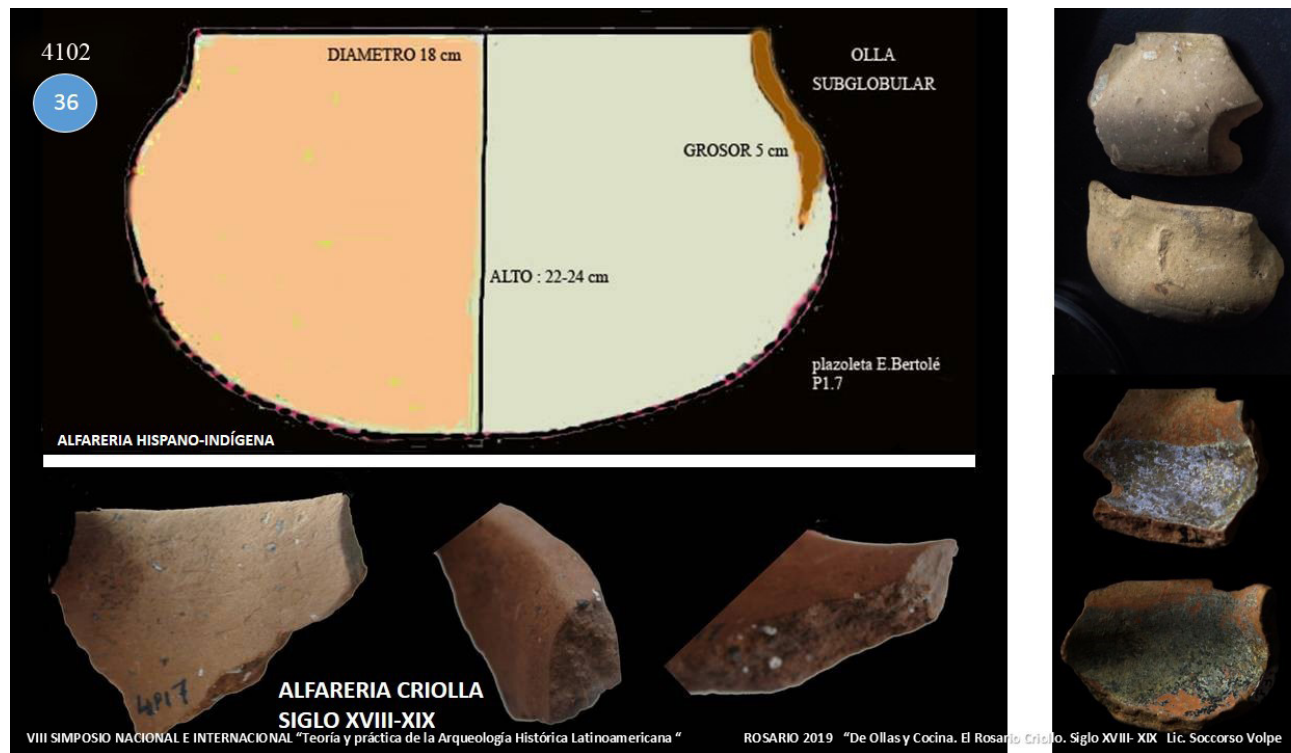 4102
36
DIAMETRO 18 cm
OLLA
SUBGLOBULAR
GROSOR 5 cm
ALTO : 22-24 cm
plazoleta E.Bertolé
P1.7
ALFARERIA HISPANO-INDÍGENA
4P17
ALFARERIA CRIOLLA
SIGLO XVIII-XIX
VIII SIMPOSIO NACIONAL E INTERNACIONAL "Teoría y práctica de la Arqueología Histórica Latinoamericana " ROSARIO 2019 "De Ollas y Cocina. El Rosario Criollo. Siglo XVIII- XIX Lic. Soccorso Volpe